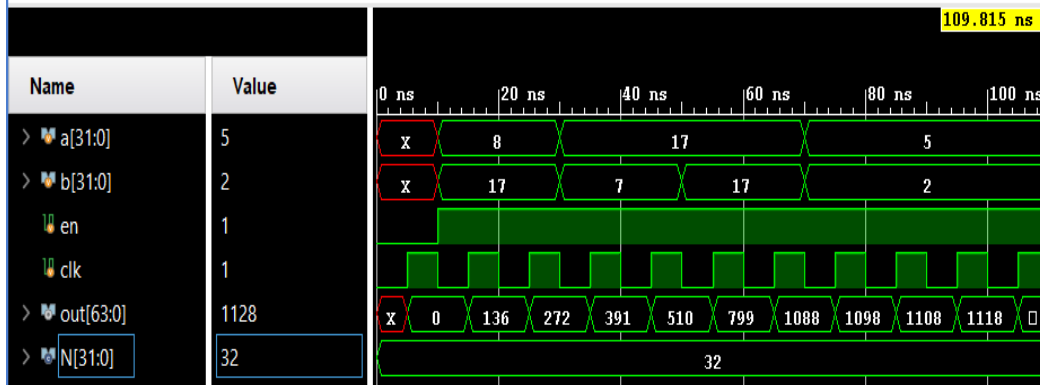 109.815 ns
Name Value
0 ns 20 ns 40 ns 60 ns 80 ns 100 ns
a[31:0] 5 X 8 17 5
b[31:0] 2 X 17 7 17 2
en 1
clk 1
out[63:0] 1128 X 0 136 272 391 510 799 1088 1098 1108 1118
N[31:0] 32 32